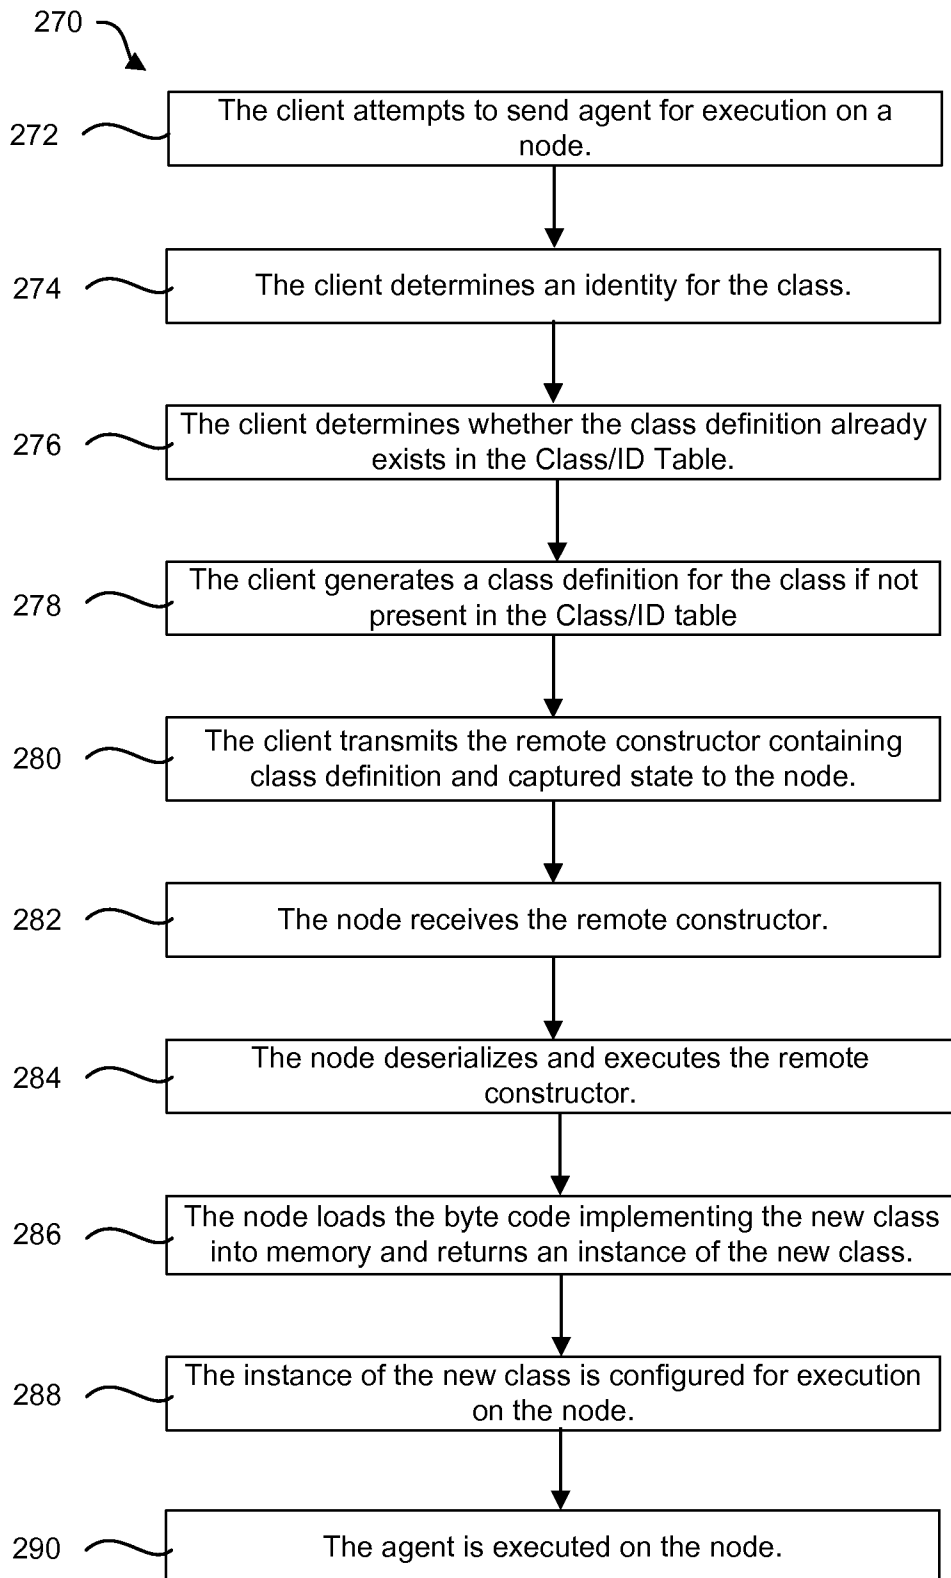 270
272
The client attempts to send agent for execution on a
node.
274
The client determines an identity for the class.
276
The client determines whether the class definition already
exists in the Class/ID Table.
278
The client generates a class definition for the class if not
present in the Class/ID table
280
The client transmits the remote constructor containing
class definition and captured state to the node.
282
The node receives the remote constructor.
284
The node deserializes and executes the remote
constructor.
286
The node loads the byte code implementing the new class
into memory and returns an instance of the new class.
288
The instance of the new class is configured for execution
on the node.
290
The agent is executed on the node.